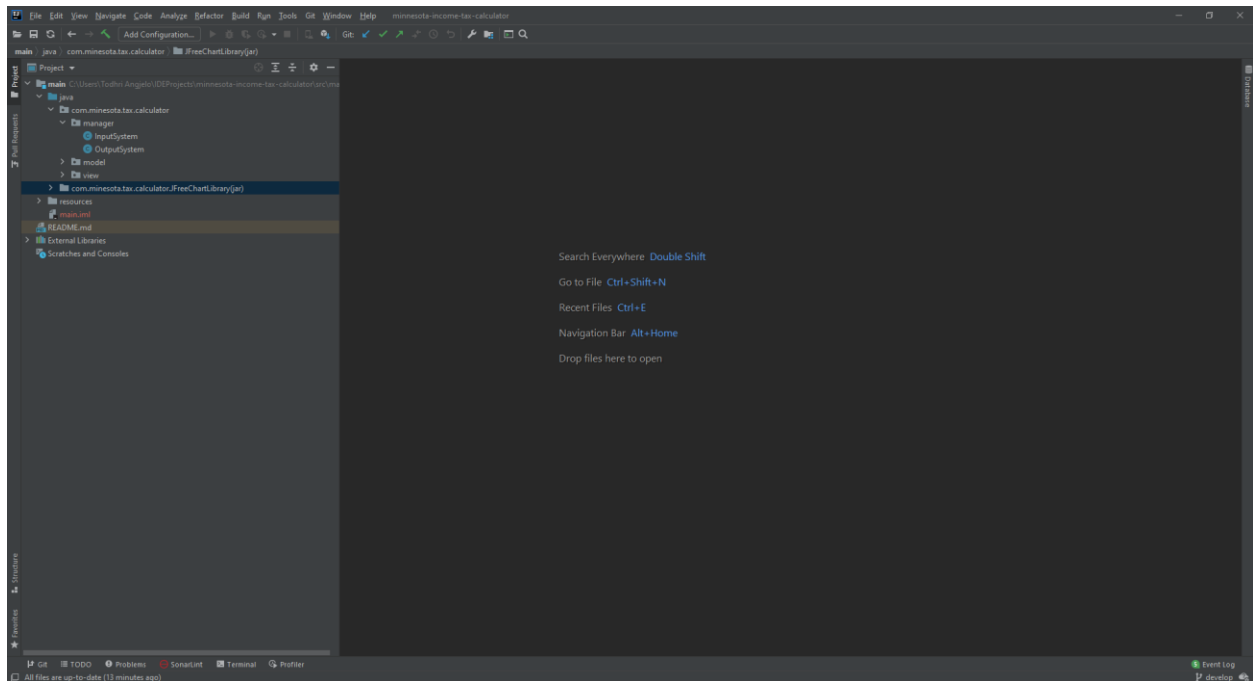 File Edit View Navigate Code Analyze Refactor Build Run Tools Git Window Help minnesota-income-tax-calculator
Add Configuration... Git:
main java com.minesota.tax.calculator JFreeChartLibrary(jar)
Project
Project
main C:\Users\Todhri Angjelo\IDEProjects\minnesota-income-tax-calculator\src\ma
java
com.minesota.tax.calculator
manager
InputSystem
OutputSystem
model
view
com.minesota.tax.calculator.JFreeChartLibrary(jar)
resources
main.iml
README.md
External Libraries
Scratches and Consoles
Pull Requests
Structure
Favorites
Search Everywhere Double Shift
Go to File Ctrl+Shift+N
Recent Files Ctrl+E
Navigation Bar Alt+Home
Drop files here to open
Database
Git TODO Problems SonarLint Terminal Profiler
5 Event Log
All files are up-to-date (13 minutes ago)
develop